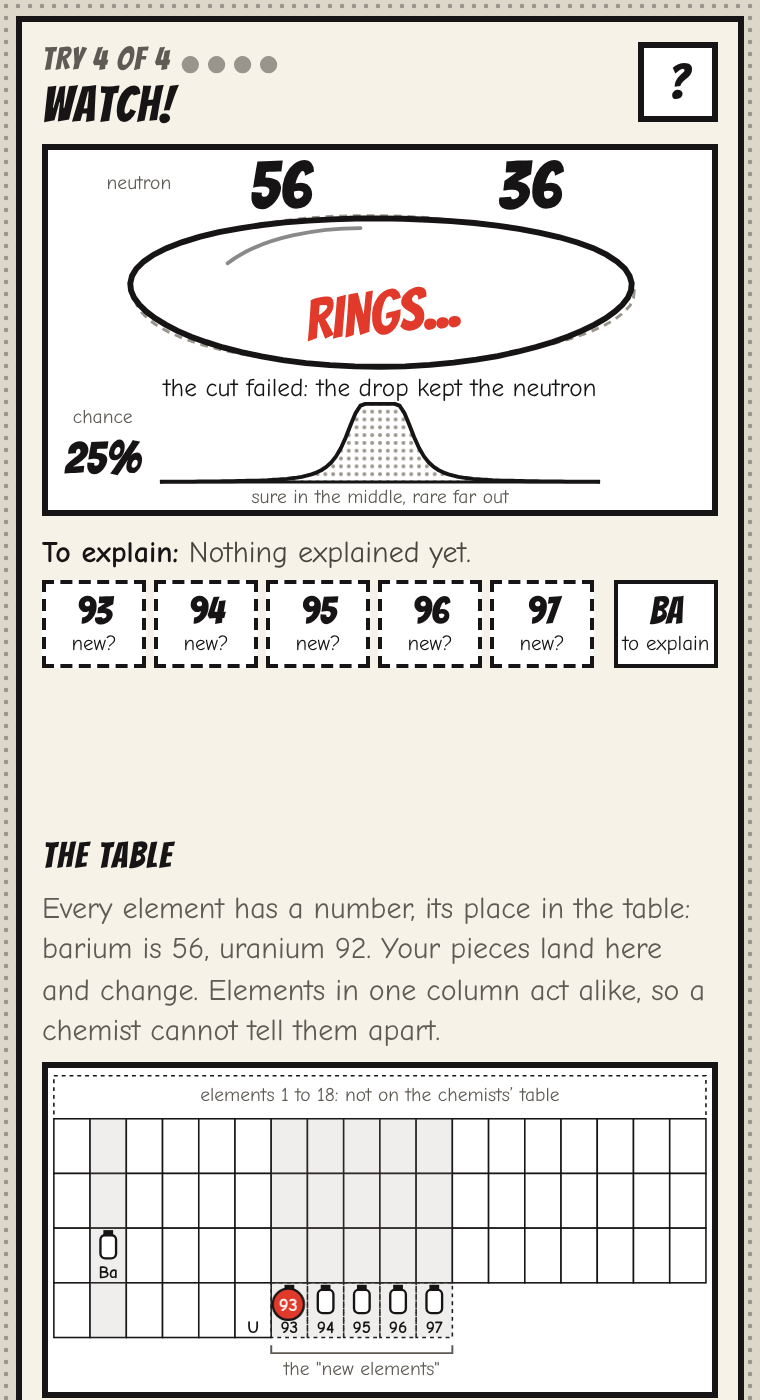 TRY 4 OF 4
WATCH!
?
neutron
56
36
RINGS...
the cut failed: the drop kept the neutron
chance
25%
sure in the middle, rare far out
To explain: Nothing explained yet.
93 94 95 96 97 BA
new? new? new? new? new? to explain
THE TABLE
Every element has a number, its place in the table:
barium is 56, uranium 92. Your pieces land here
and change. Elements in one column act alike, so a
chemist cannot tell them apart.
elements 1 to 18: not on the chemists' table
Ba
93
U 93 94 95 96 97
the "new elements"